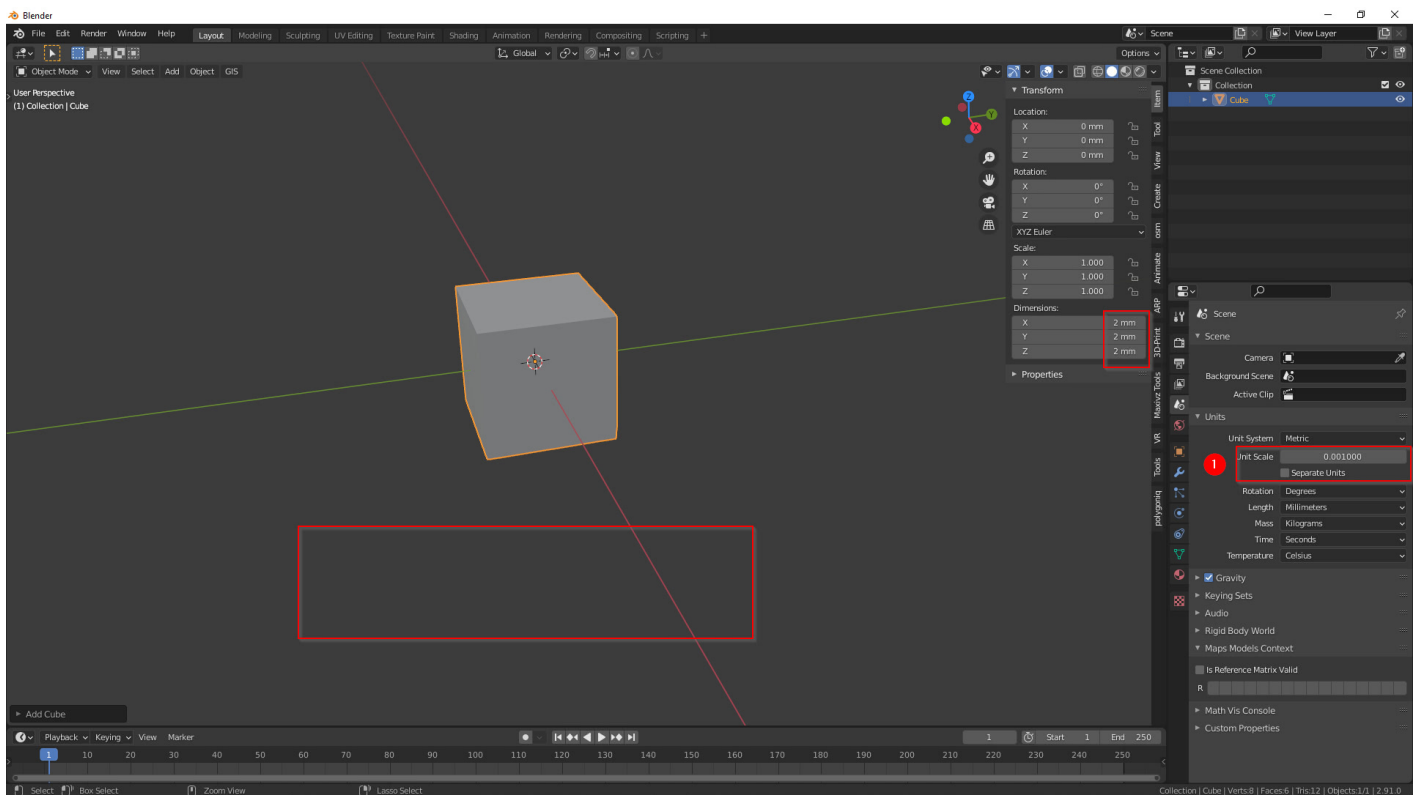 Blender
File Edit Render Window Help Layout Modeling Sculpting UV Editing Texture Paint Shading Animation Rendering Compositing Scripting + Scene View Layer
Global Options
Object Mode View Select Add Object GIS
User Perspective
(1) Collection | Cube
Z
Y
X
Transform
Location:
X 0 mm
Y 0 mm
Z 0 mm
Rotation:
X 0°
Y 0°
Z 0°
XYZ Euler
Scale:
X 1.000
Y 1.000
Z 1.000
Dimensions:
X 2 mm
Y 2 mm
Z 2 mm
Properties
Item
Tool
View
Create
osm
Animate
ARP
3D-Print
Maxivz Tools
VR
Tools
polygoniq
Scene Collection
Collection
Cube
Scene
Scene
Camera
Background Scene
Active Clip
Units
Unit System Metric
1
Unit Scale 0.001000
Separate Units
Rotation Degrees
Length Millimeters
Mass Kilograms
Time Seconds
Temperature Celsius
Gravity
Keying Sets
Audio
Rigid Body World
Maps Models Context
Is Reference Matrix Valid
R
Math Vis Console
Custom Properties
Add Cube
Playback Keying View Marker 1 Start 1 End 250
1 10 20 30 40 50 60 70 80 90 100 110 120 130 140 150 160 170 180 190 200 210 220 230 240 250
Select Box Select Zoom View Lasso Select Collection | Cube | Verts:8 | Faces:6 | Tris:12 | Objects:1/1 | 2.91.0